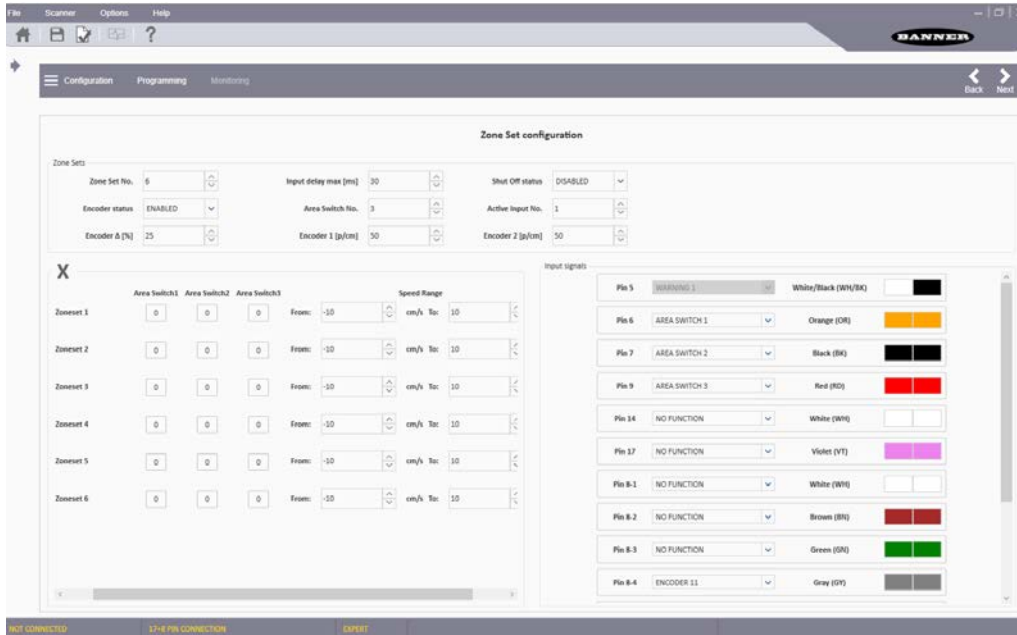 File Scanner Options Help
BANNER
Configuration Programming Monitoring Back Next
Zone Set configuration
Zone Sets
Zone Set No. 6 Input delay max [ms] 30 Shut Off status DISABLED
Encoder status ENABLED Area Switch No. 3 Active Input No. 1
Encoder Δ [%] 25 Encoder 1 [p/cm] 50 Encoder 2 [p/cm] 50
X
Area Switch1 Area Switch2 Area Switch3 Speed Range
Zoneset 1 0 0 0 From: -10 cm/s To: 10
Zoneset 2 0 0 0 From: -10 cm/s To: 10
Zoneset 3 0 0 0 From: -10 cm/s To: 10
Zoneset 4 0 0 0 From: -10 cm/s To: 10
Zoneset 5 0 0 0 From: -10 cm/s To: 10
Zoneset 6 0 0 0 From: -10 cm/s To: 10
Input signals
Pin 5 WARNING 1 White/Black (WH/BK)
Pin 6 AREA SWITCH 1 Orange (OR)
Pin 7 AREA SWITCH 2 Black (BK)
Pin 9 AREA SWITCH 3 Red (RD)
Pin 14 NO FUNCTION White (WH)
Pin 17 NO FUNCTION Violet (VT)
Pin 8-1 NO FUNCTION White (WH)
Pin 8-2 NO FUNCTION Brown (BN)
Pin 8-3 NO FUNCTION Green (GN)
Pin 8-4 ENCODER 11 Gray (GY)
NOT CONNECTED 17+8 PIN CONNECTION EXPERT